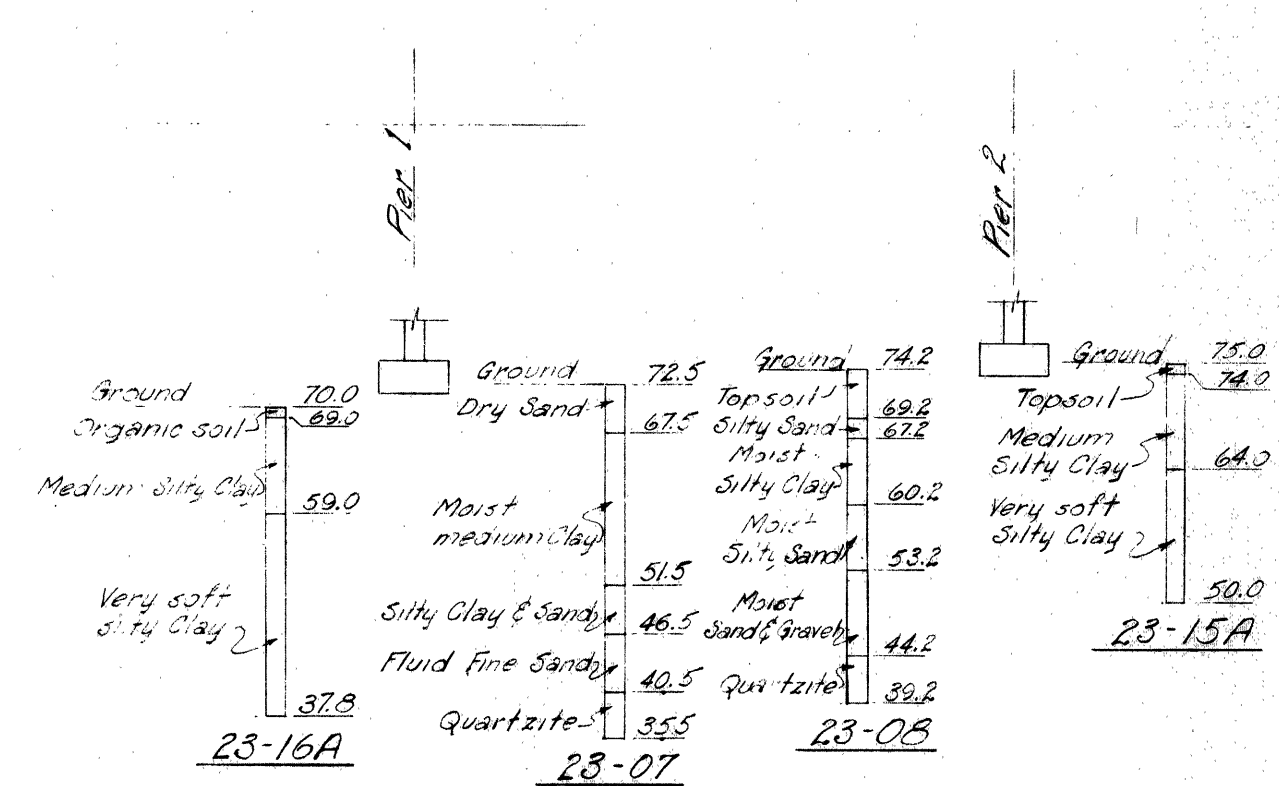 Pier 1
Pier 2
Ground 70.0
Organic soil 69.0
Medium Silty Clay
59.0
Very soft
Silty Clay
37.8
23-16A
Ground 72.5
Dry Sand
67.5
Moist
medium Clay
51.5
Silty Clay & Sand
46.5
Fluid Fine Sand
40.5
Quartzite
35.5
23-07
Ground 74.2
Topsoil
69.2
Silty Sand
67.2
Moist
Silty Clay
60.2
Moist
Silty Sand
53.2
Moist
Sand & Gravel
44.2
Quartzite
39.2
23-08
Ground 75.0
74.0
Topsoil
Medium
Silty Clay
64.0
Very soft
Silty Clay
50.0
23-15A